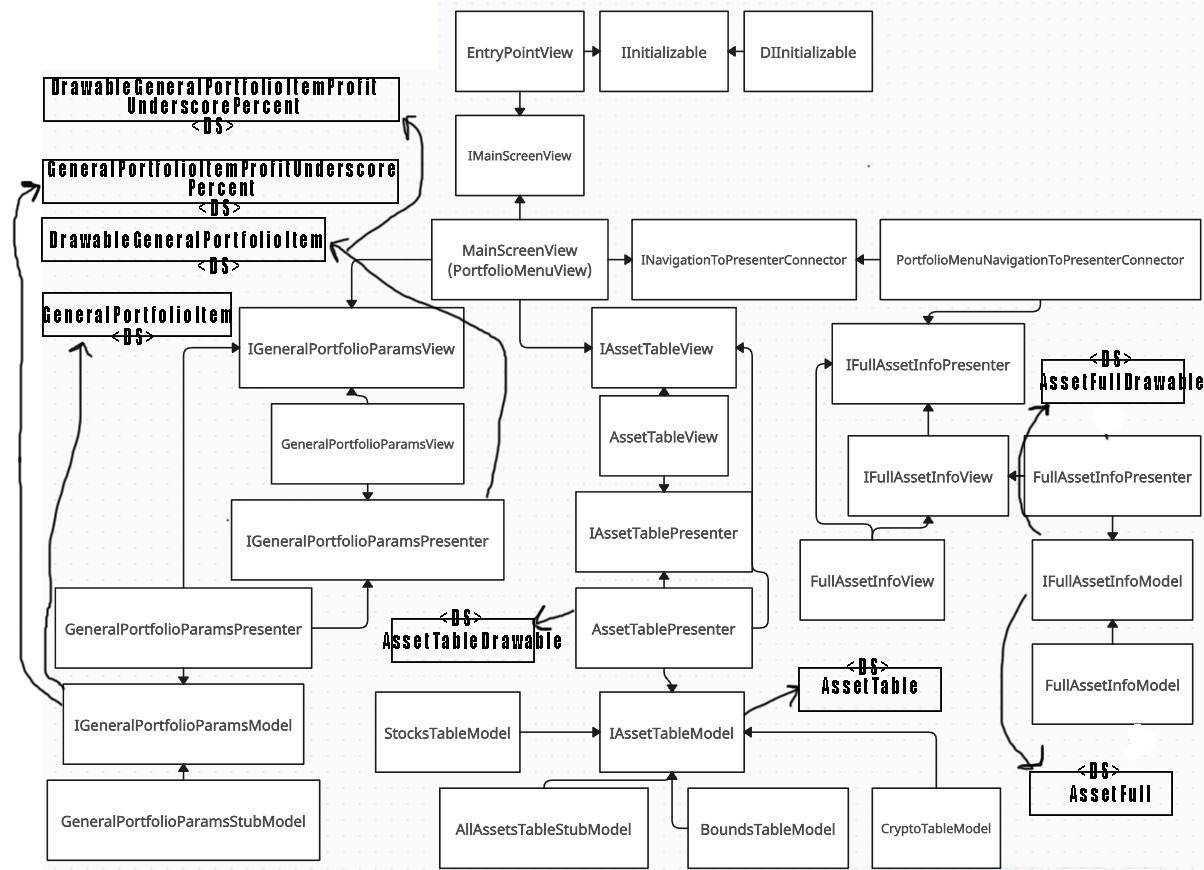 EntryPointView
IInitializable
DIInitializable
DrawableGeneralPortfolioItemProfit
UnderscorePercent
<DS>
IMainScreenView
GeneralPortfolioItemProfitUnderscore
Percent
<DS>
DrawableGeneralPortfolioItem
<DS>
MainScreenView
(PortfolioMenuView)
INavigationToPresenterConnector
PortfolioMenuNavigationToPresenterConnector
GeneralPortfolioItem
<DS>
IGeneralPortfolioParamsView
IAssetTableView
IFullAssetInfoPresenter
<DS>
AssetFullDrawable
GeneralPortfolioParamsView
AssetTableView
IFullAssetInfoView
FullAssetInfoPresenter
IGeneralPortfolioParamsPresenter
IAssetTablePresenter
FullAssetInfoView
IFullAssetInfoModel
GeneralPortfolioParamsPresenter
<DS>
AssetTableDrawable
AssetTablePresenter
<DS>
AssetTable
FullAssetInfoModel
IGeneralPortfolioParamsModel
StocksTableModel
IAssetTableModel
<DS>
AssetFull
GeneralPortfolioParamsStubModel
AllAssetsTableStubModel
BoundsTableModel
CryptoTableModel